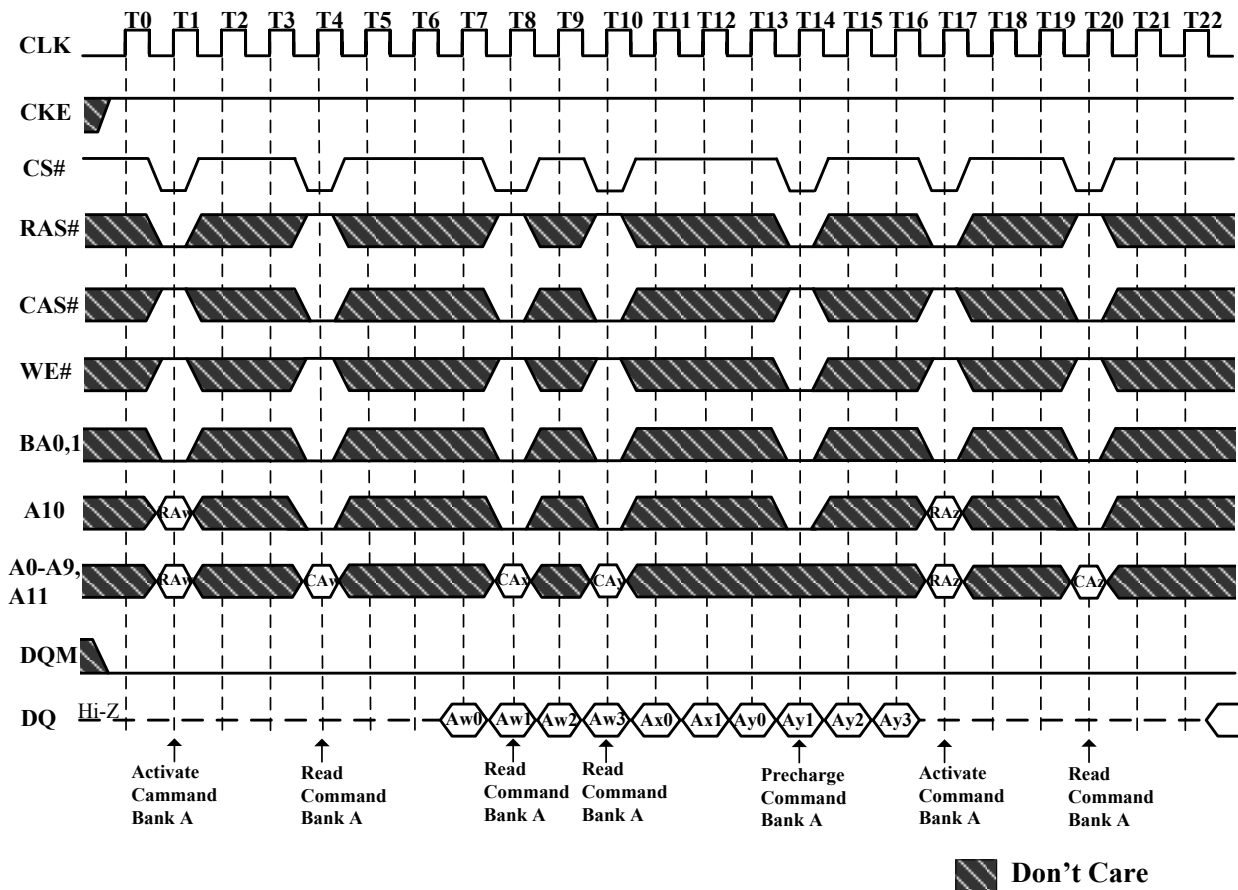 T0 T1 T2 T3 T4 T5 T6 T7 T8 T9 T10 T11 T12 T13 T14 T15 T16 T17 T18 T19 T20 T21 T22
CLK
CKE
CS#
RAS#
CAS#
WE#
BA0,1
A10 RAw RAz
A0-A9,
A11
RAw CAw CAx CAy RAz CAz
DQM
DQ Hi-Z Aw0 Aw1 Aw2 Aw3 Ax0 Ax1 Ay0 Ay1 Ay2 Ay3
Activate
Cammand
Bank A
Read
Command
Bank A
Read
Command
Bank A
Read
Command
Bank A
Precharge
Command
Bank A
Activate
Command
Bank A
Read
Command
Bank A
Don't Care